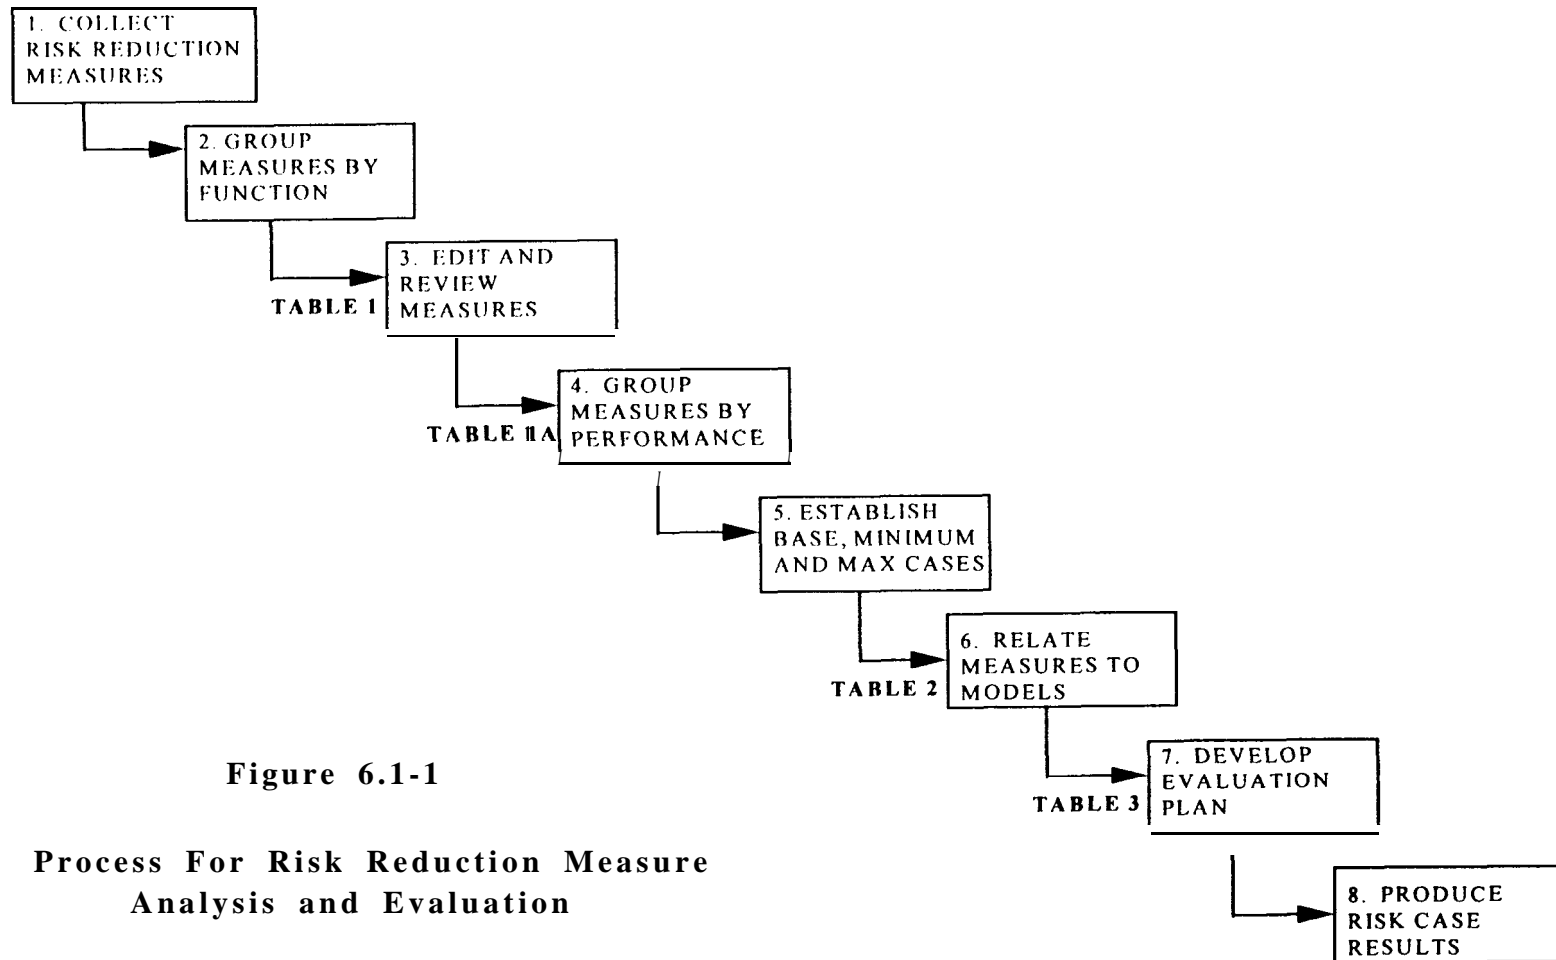 1. COLLECT
RISK REDUCTION
MEASURES
2. GROUP
MEASURES BY
FUNCTION
TABLE 1
3. EDIT AND
REVIEW
MEASURES
TABLE
4. GROUP
MEASURES BY
PERFORMANCE
5. ESTABLISH
BASE, MINIMUM
AND MAX CASES
TABLE 2
6. RELATE
MEASURES TO
MODELS
TABLE 3
7. DEVELOP
EVALUATION
PLAN
8. PRODUCE
RISK CASE
RESULTS
Figure 6.1-1
Process For Risk Reduction Measure
Analysis and Evaluation